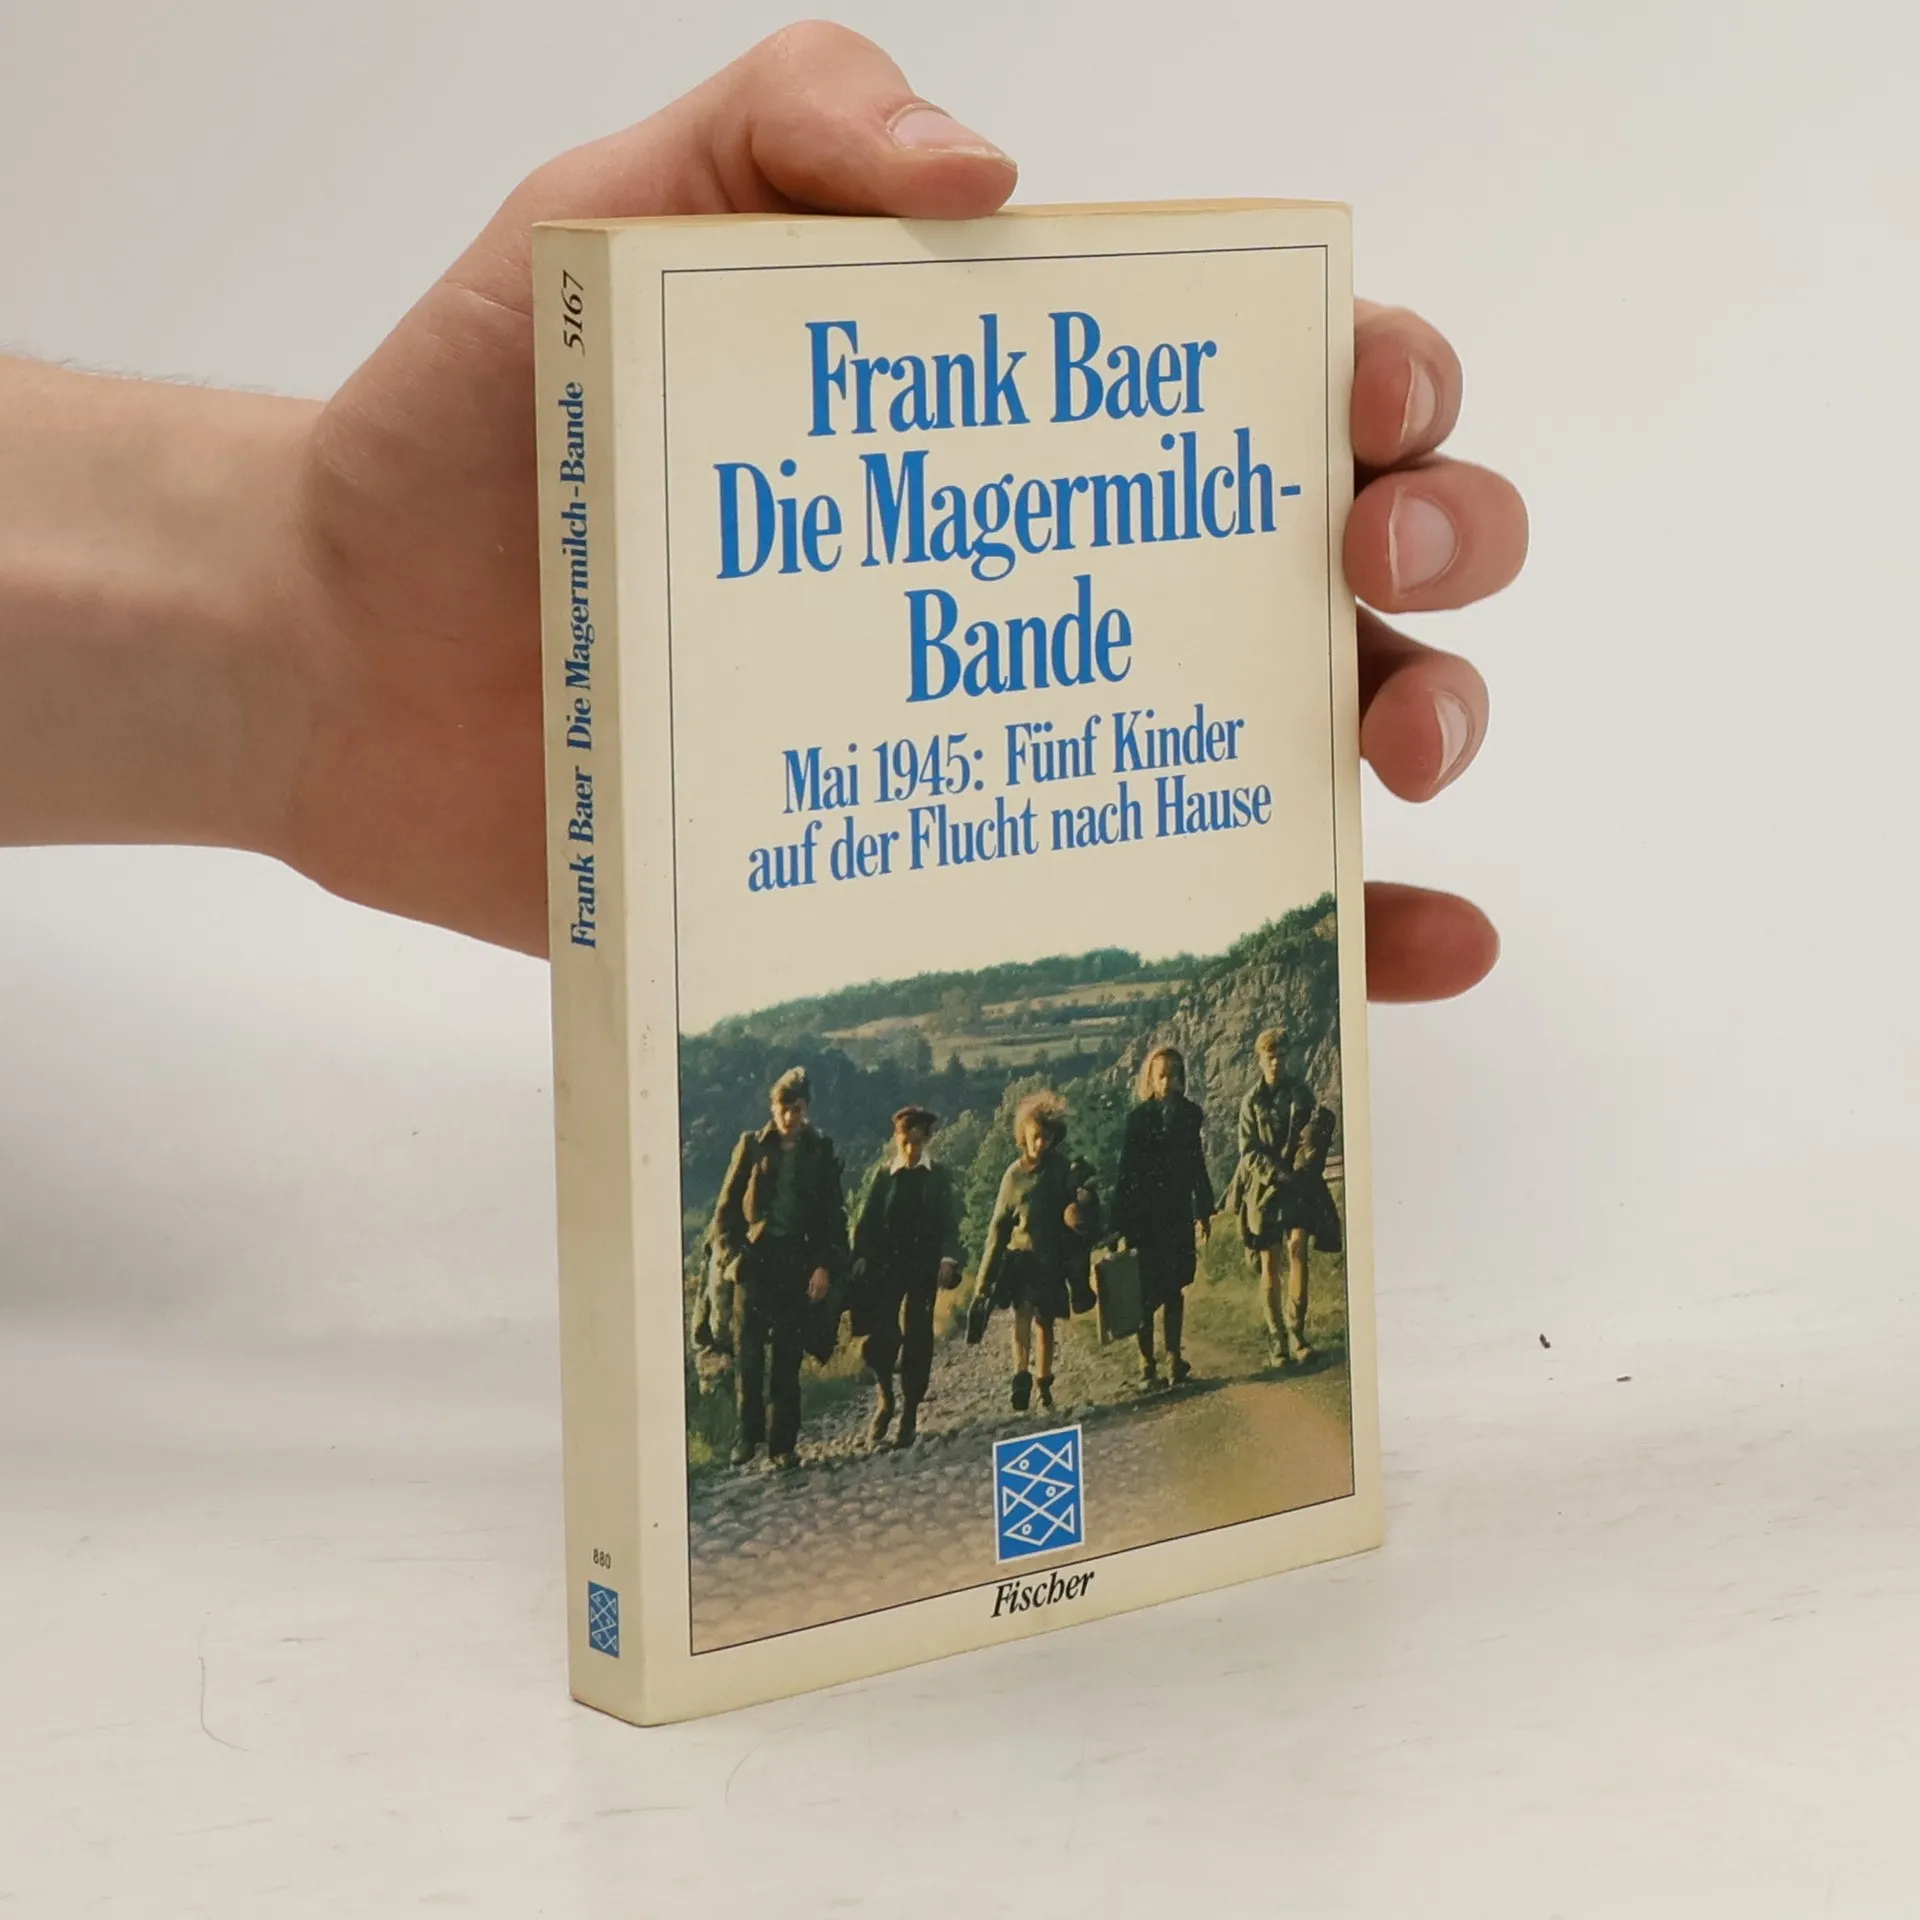 Frank Baer
Die Magermilch-
Bande
Mai 1945: Fünf Kinder
auf der Flucht nach Hause
Fischer
Frank Baer Die Magermilch-Bande 5167
880